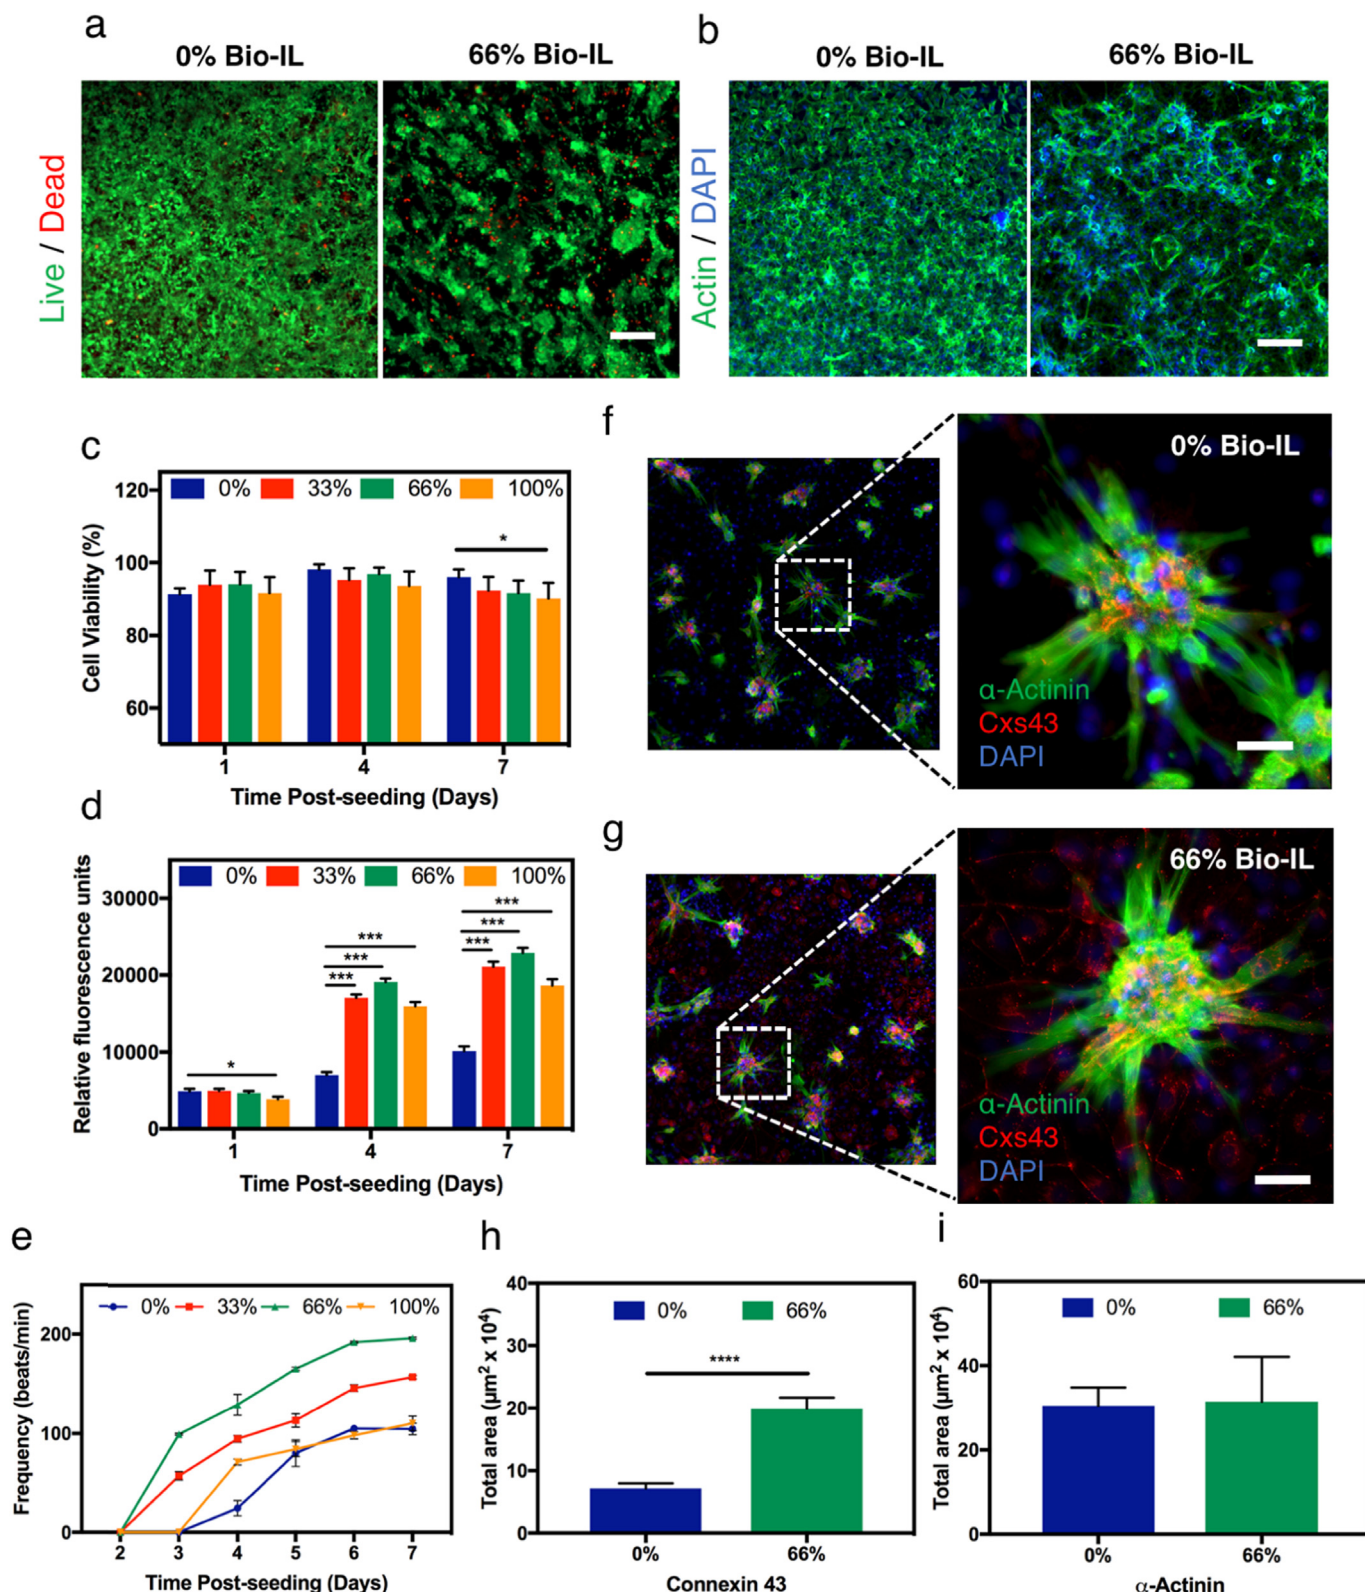 a
0% Bio-IL
66% Bio-IL
Live / Dead
b
0% Bio-IL
66% Bio-IL
Actin / DAPI
c
0% 33% 66% 100%
*
120
100
80
60
Cell Viability (%)
1 4 7
Time Post-seeding (Days)
d
0% 33% 66% 100%
30000
20000
10000
0
Relative fluorescence units
*
***
***
***
***
***
***
1 4 7
Time Post-seeding (Days)
e
0% 33% 66% 100%
200
100
0
Frequency (beats/min)
2 3 4 5 6 7
Time Post-seeding (Days)
f
0% Bio-IL
α-Actinin
Cxs43
DAPI
g
66% Bio-IL
α-Actinin
Cxs43
DAPI
h
0% 66%
****
40
30
20
10
0
Total area (µm² x 10⁴)
0% 66%
Connexin 43
i
0% 66%
60
40
20
0
Total area (µm² x 10⁴)
0% 66%
α-Actinin